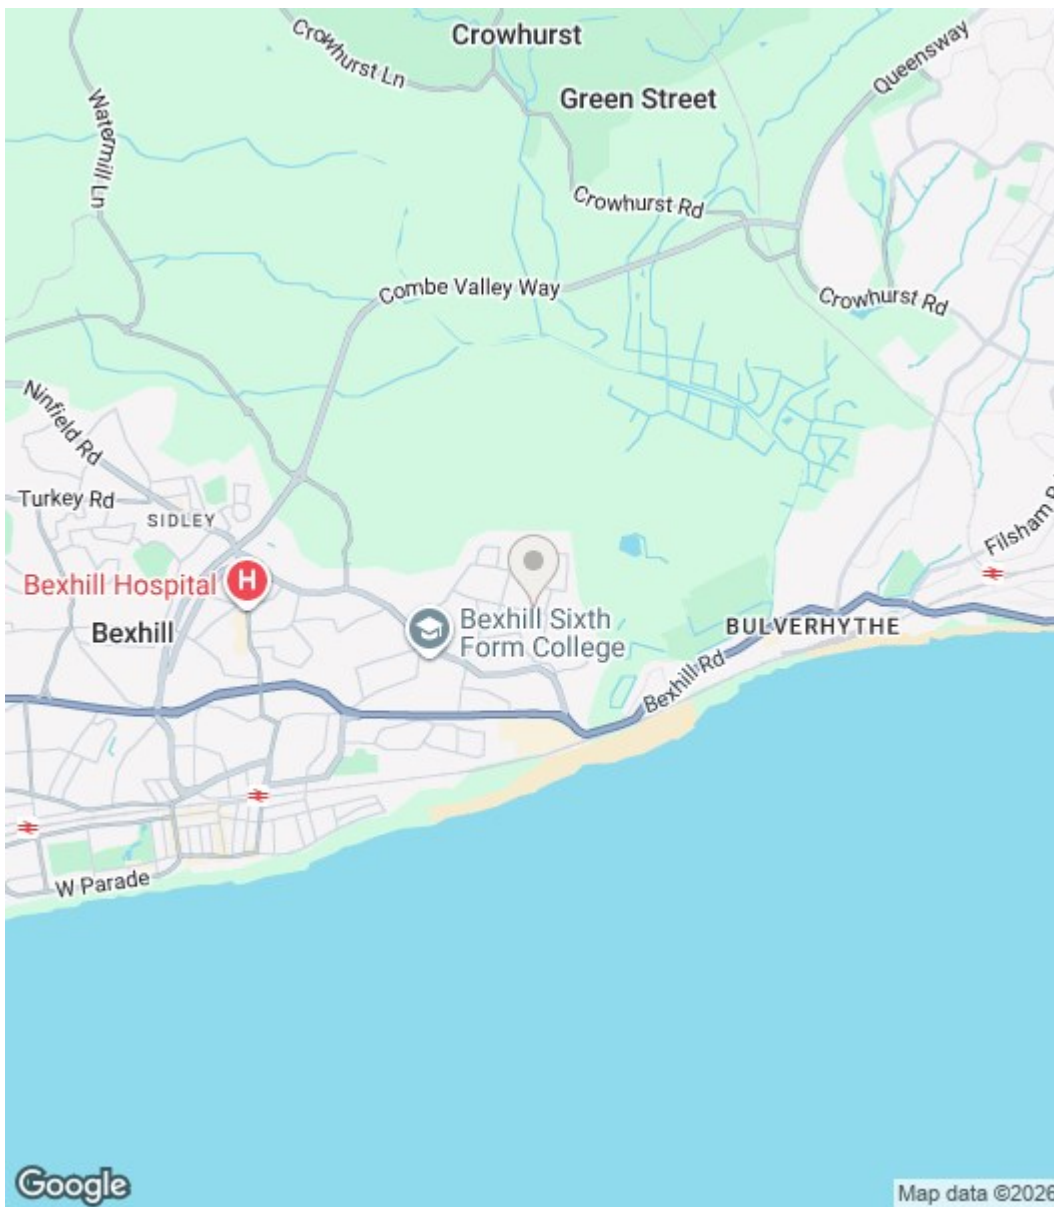 Crowhurst
Crowhurst Ln
Green Street
Queensway
Watermill Ln
Crowhurst Rd
Combe Valley Way
Crowhurst Rd
Ninfield Rd
Turkey Rd
SIDLEY
Filsham R
Bexhill Hospital
H
Bexhill
Bexhill Sixth
Form College
BULVERHYTHE
Bexhill Rd
W Parade
Google
Map data ©2026